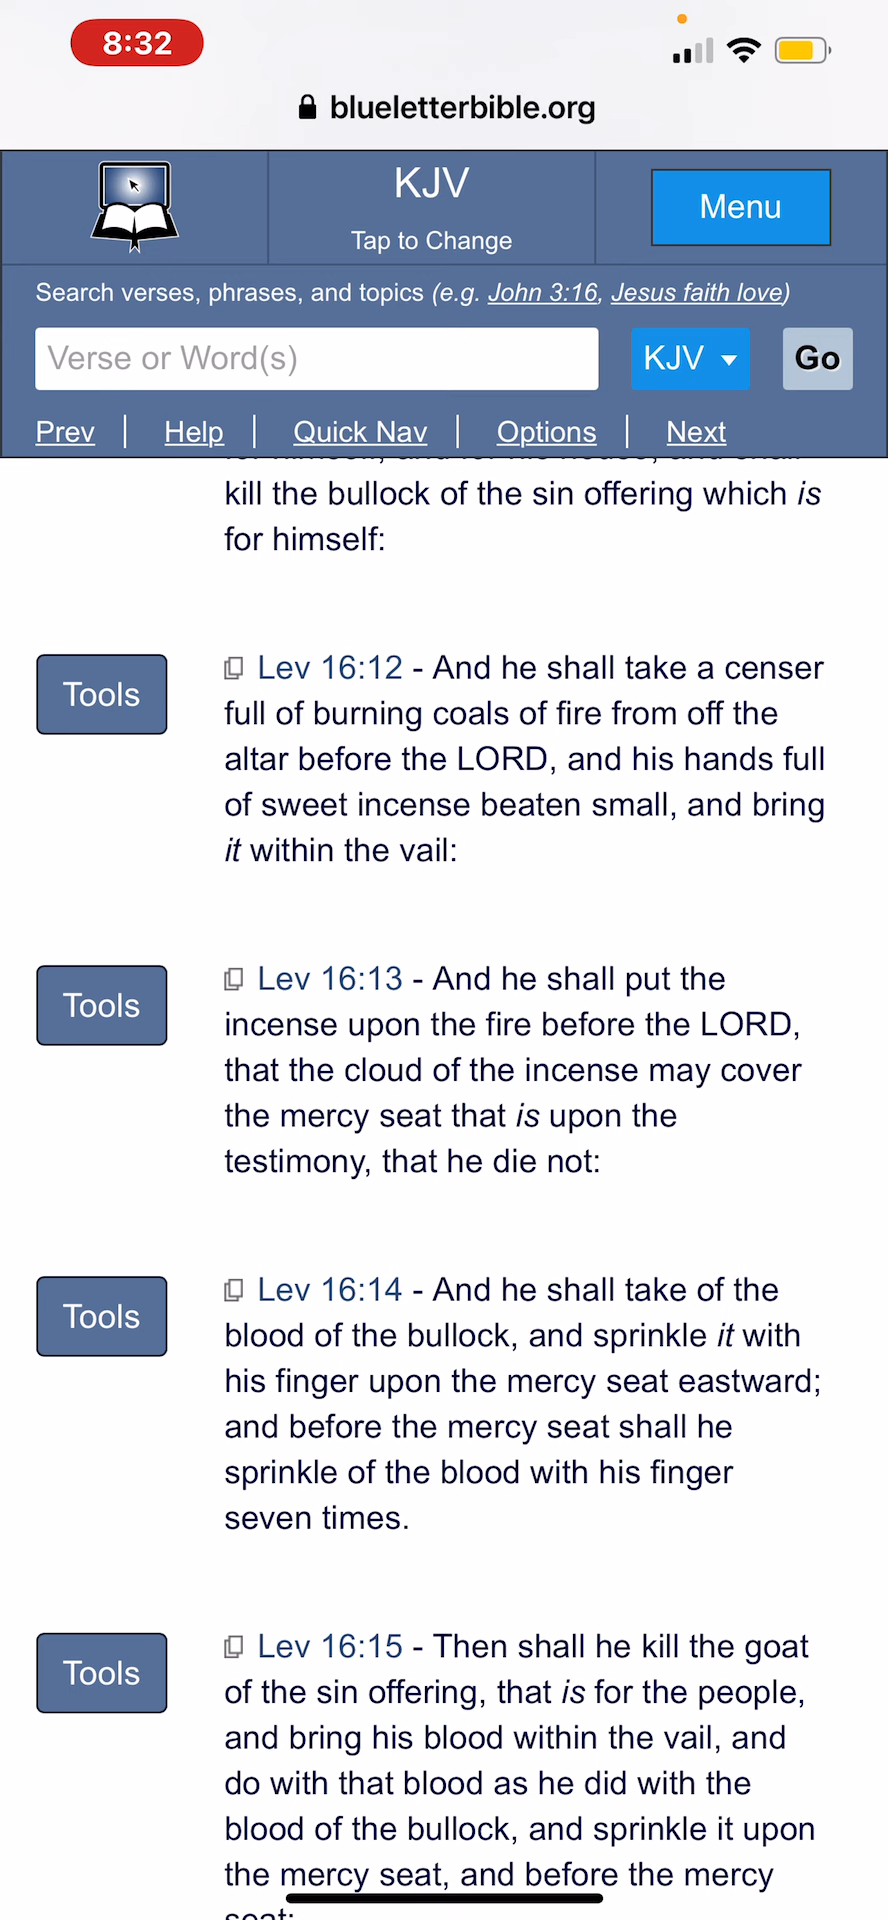 8:32
blueletterbible.org
KJV
Tap to Change
Menu
Search verses, phrases, and topics (e.g. John 3:16, Jesus faith love)
Verse or Word(s)
KJV
Go
Prev | Help | Quick Nav | Options | Next
kill the bullock of the sin offering which is
for himself:
Tools
Lev 16:12 - And he shall take a censer
full of burning coals of fire from off the
altar before the LORD, and his hands full
of sweet incense beaten small, and bring
it within the vail:
Tools
Lev 16:13 - And he shall put the
incense upon the fire before the LORD,
that the cloud of the incense may cover
the mercy seat that is upon the
testimony, that he die not:
Tools
Lev 16:14 - And he shall take of the
blood of the bullock, and sprinkle it with
his finger upon the mercy seat eastward;
and before the mercy seat shall he
sprinkle of the blood with his finger
seven times.
Tools
Lev 16:15 - Then shall he kill the goat
of the sin offering, that is for the people,
and bring his blood within the vail, and
do with that blood as he did with the
blood of the bullock, and sprinkle it upon
the mercy seat, and before the mercy